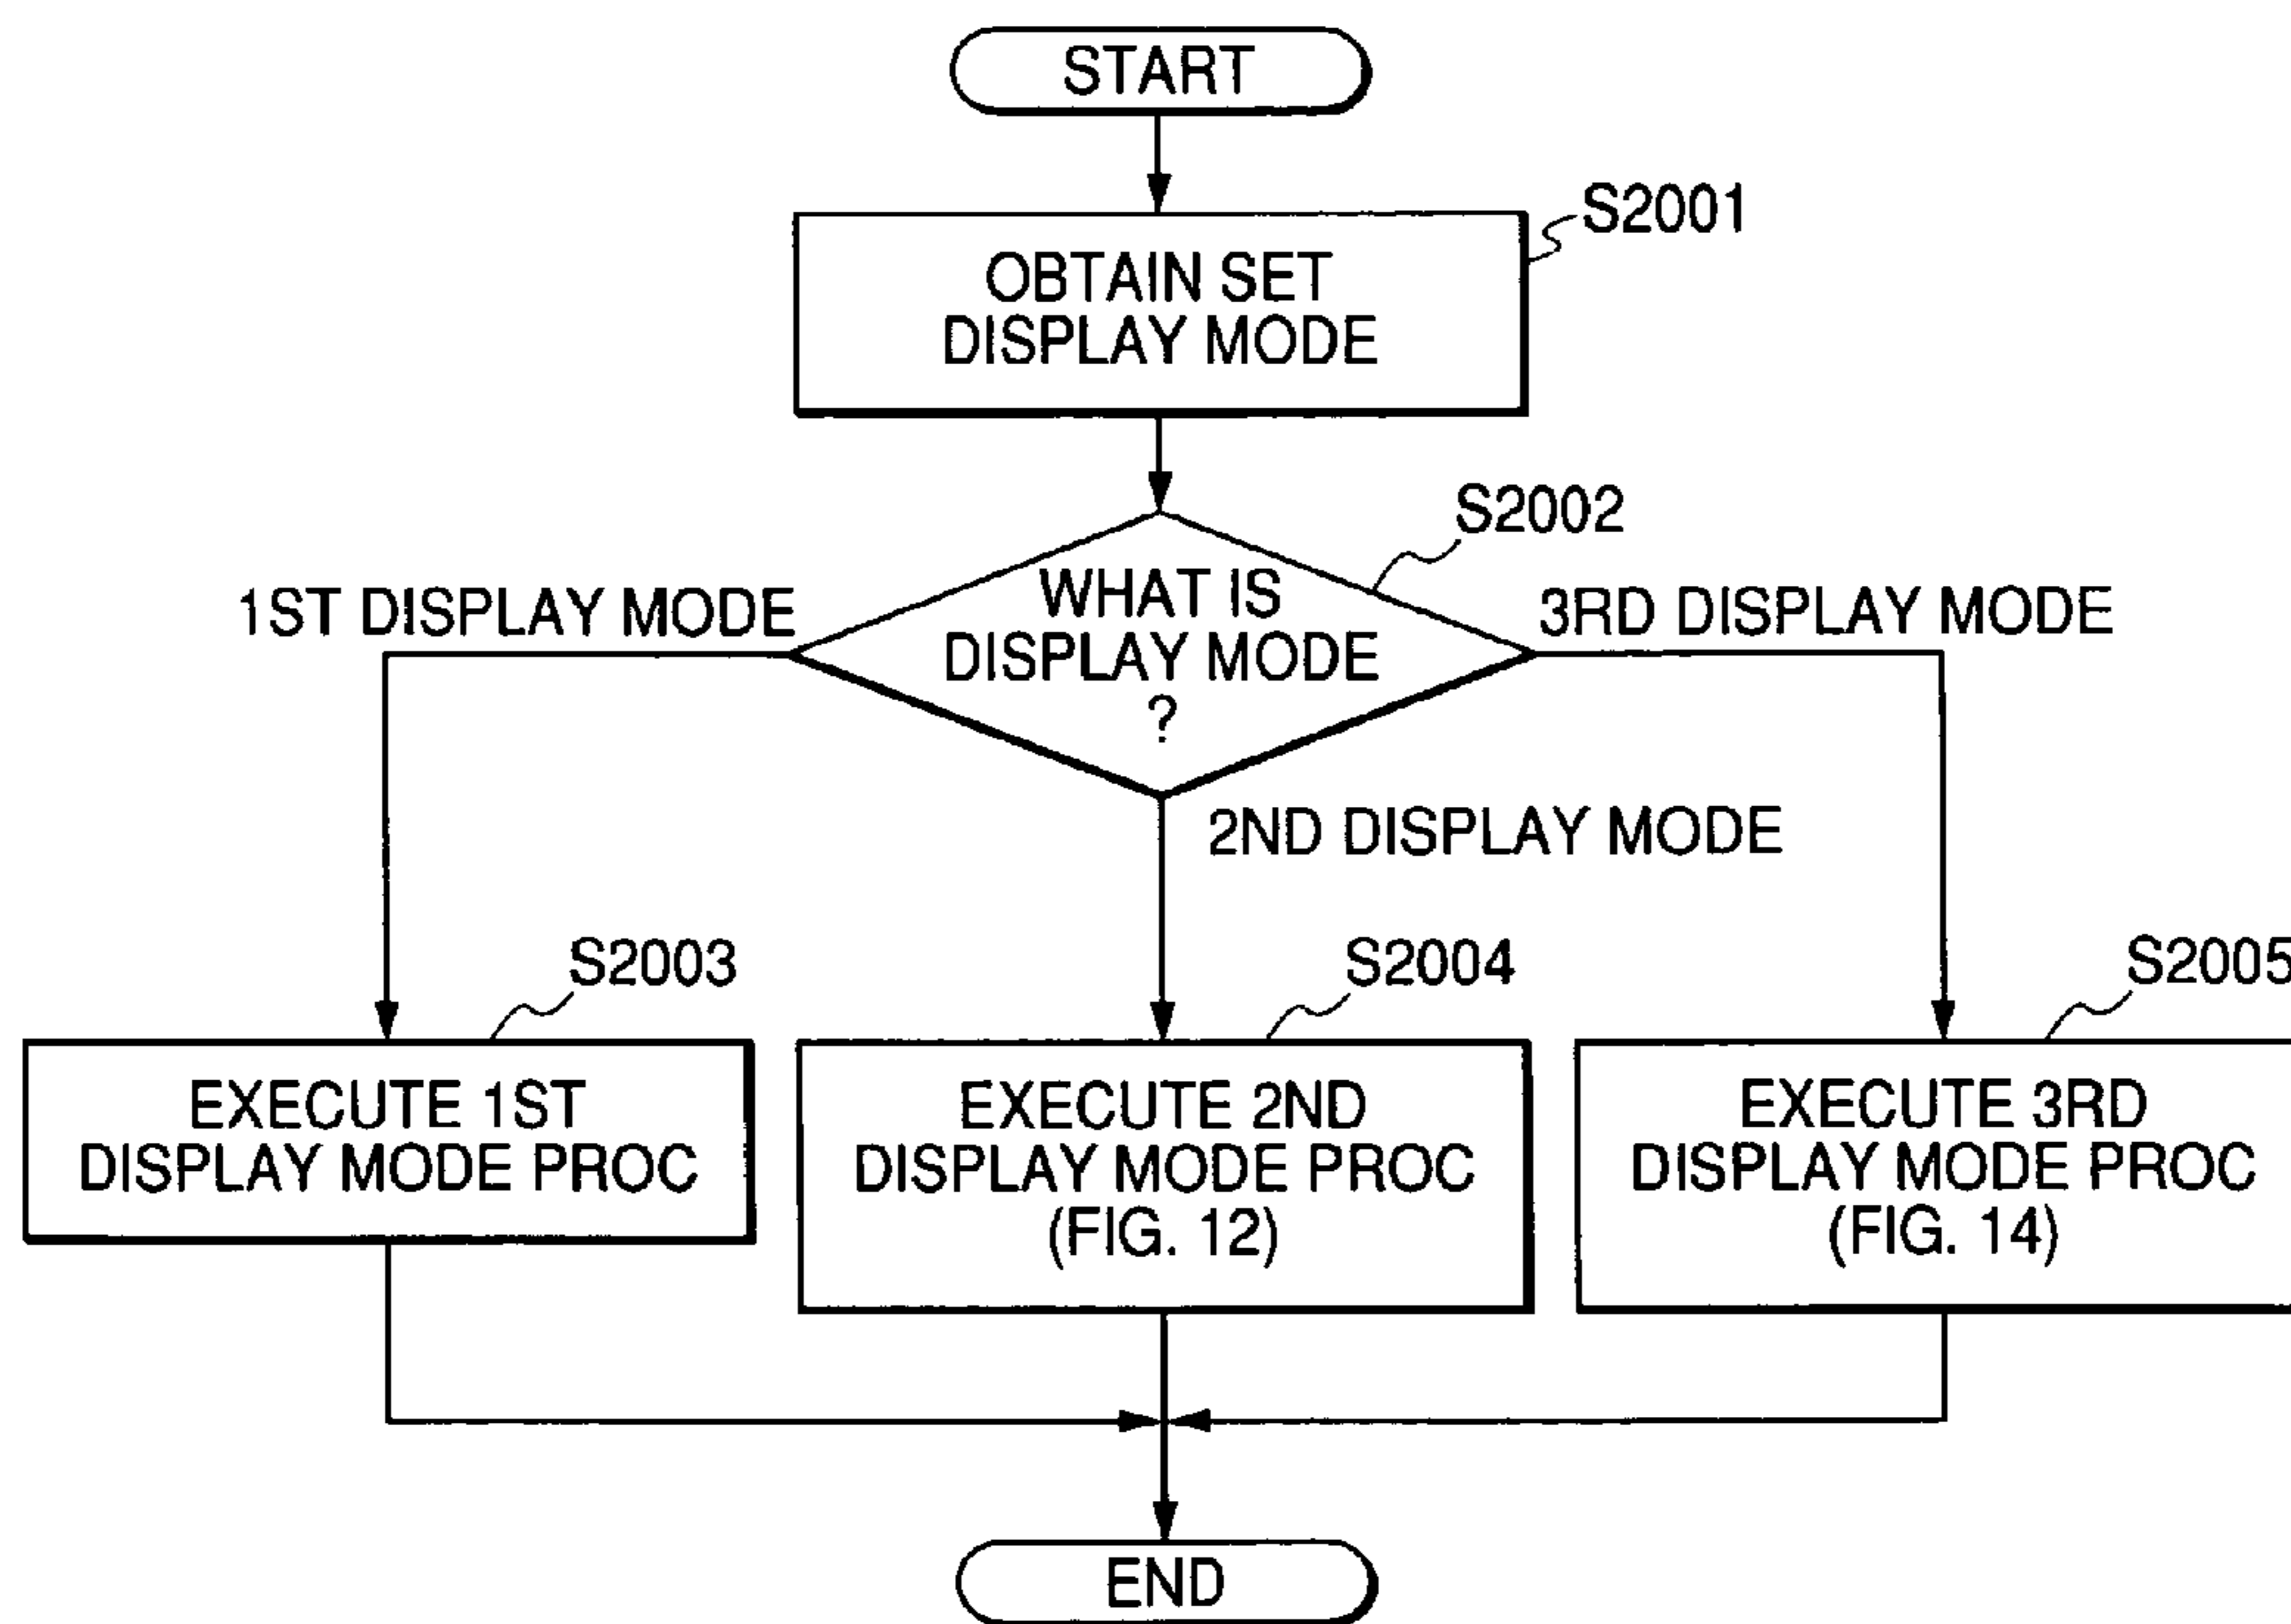 START
S2001
OBTAIN SET
DISPLAY MODE
S2002
1ST DISPLAY MODE
WHAT IS
DISPLAY MODE
?
3RD DISPLAY MODE
2ND DISPLAY MODE
S2003
S2004
S2005
EXECUTE 1ST
DISPLAY MODE PROC
EXECUTE 2ND
DISPLAY MODE PROC
(FIG. 12)
EXECUTE 3RD
DISPLAY MODE PROC
(FIG. 14)
END